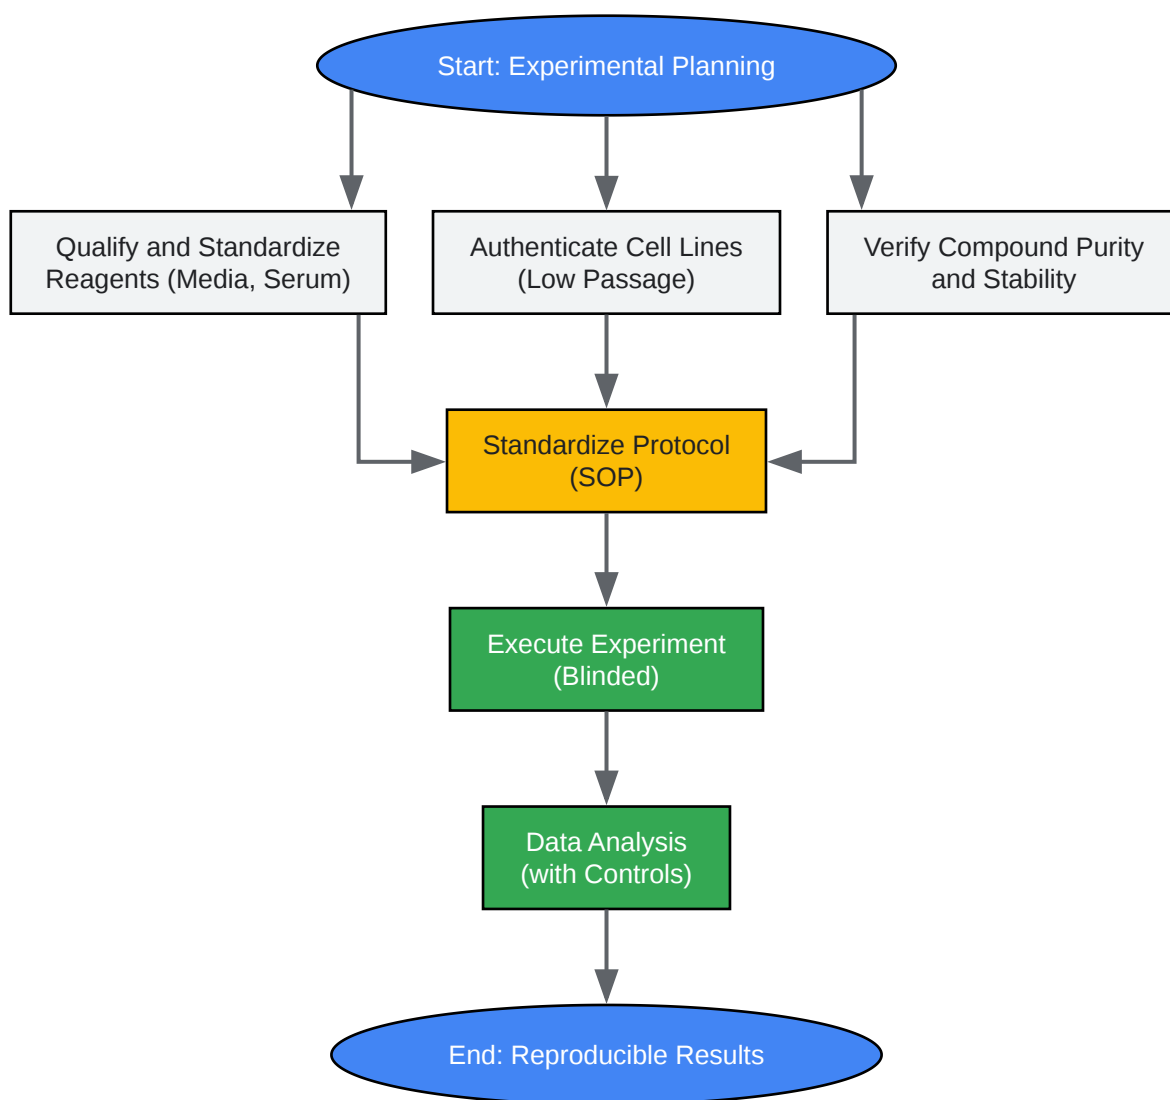 Start: Experimental Planning
Qualify and Standardize
Reagents (Media, Serum)
Authenticate Cell Lines
(Low Passage)
Verify Compound Purity
and Stability
Standardize Protocol
(SOP)
Execute Experiment
(Blinded)
Data Analysis
(with Controls)
End: Reproducible Results